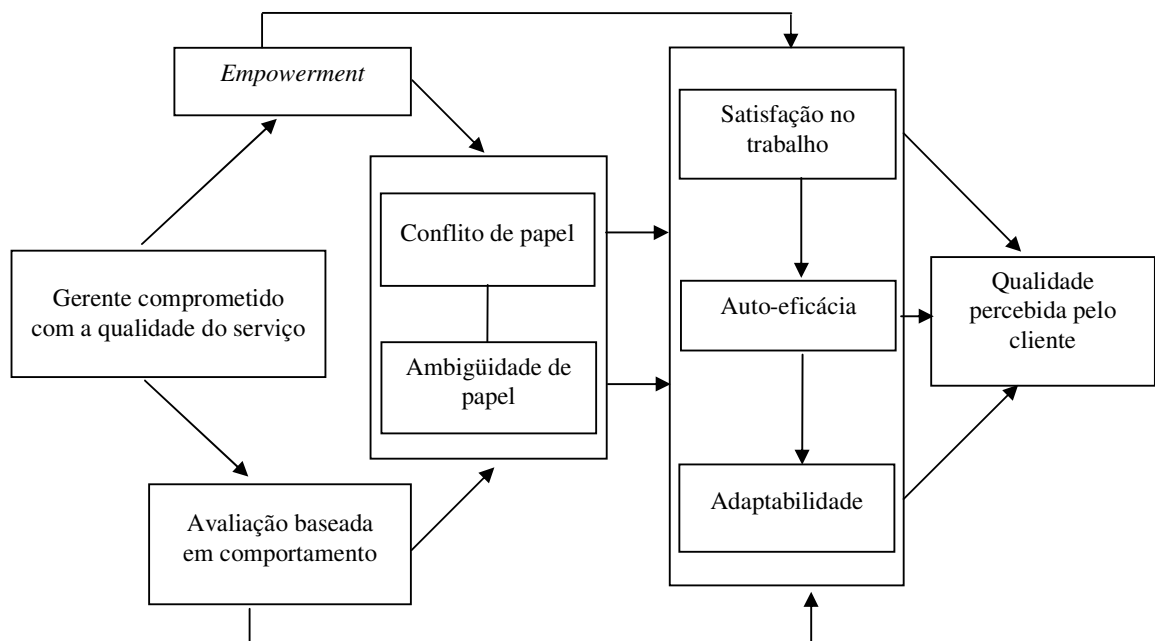 Empowerment
Satisfação no
trabalho
Conflito de papel
Gerente comprometido
com a qualidade do serviço
Auto-eficácia
Qualidade
percebida pelo
cliente
Ambigüidade de
papel
Adaptabilidade
Avaliação baseada
em comportamento